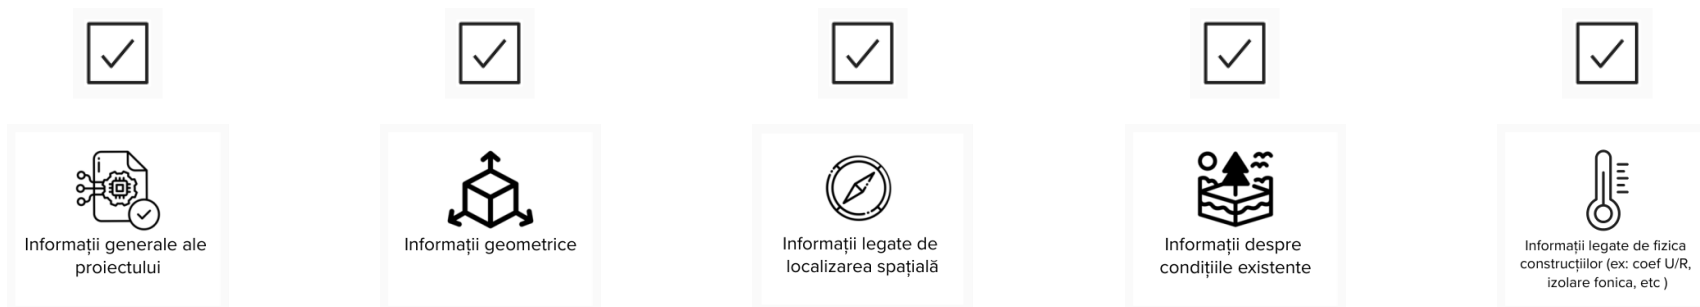 Informații generale ale
proiectului
Informații geometrice
Informații legate de
localizarea spațială
Informații despre
condițiile existente
Informații legate de fizica
construcțiilor (ex: coef U/R,
izolare fonica, etc )